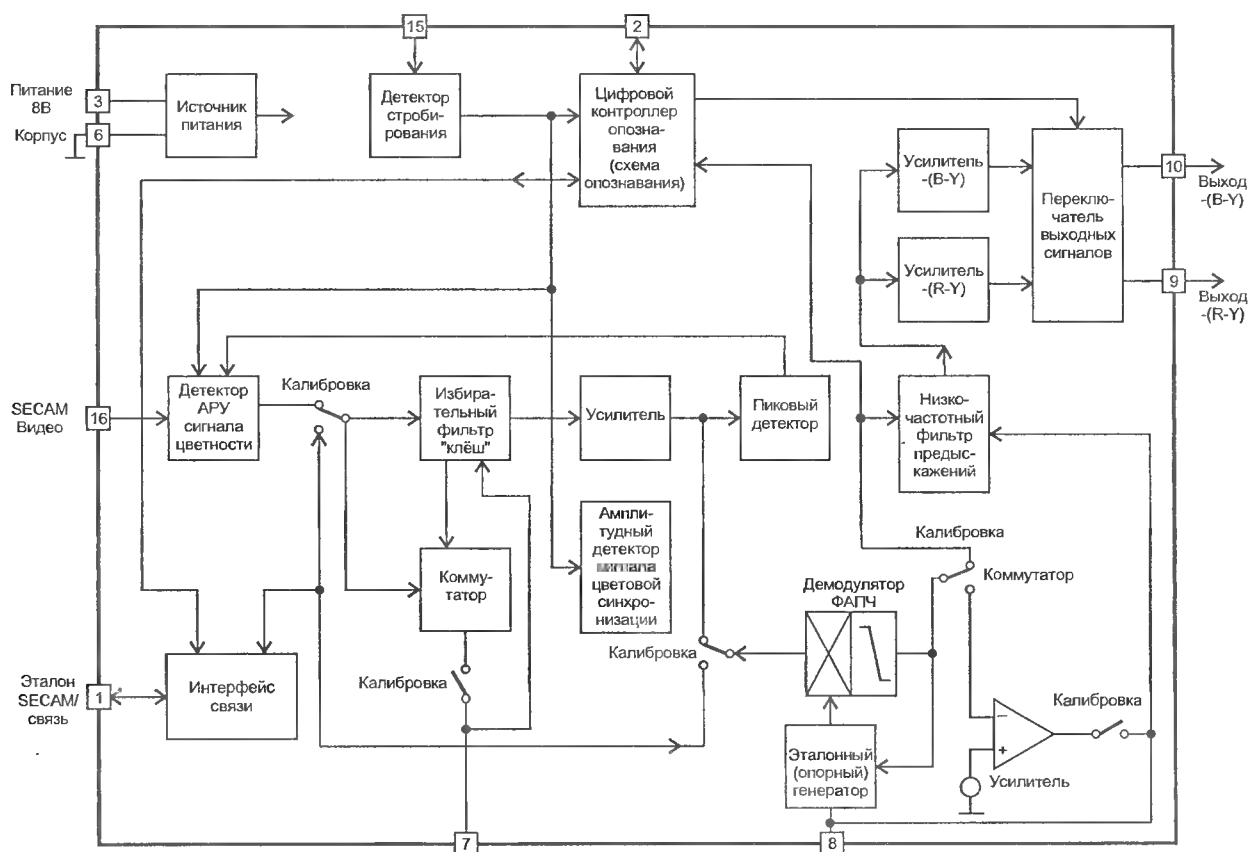 15
2
Питание
8В
3
Корпус
6
Источник
питания
Детектор
строби-
рования
Цифровой
контроллер
опозна-
вания
(схема
опознавания)
Усилитель
-(B-Y)
Усилитель
-(R-Y)
Переклю-
чатель
выходных
сигналов
10
Выход
-(B-Y)
9
Выход
-(R-Y)
SECAM
Видео
16
Детектор
АРУ
сигнала
цветности
Калибровка
Избира-
тельный
фильтр
"клёш"
Усилитель
Пиковый
детектор
Низко-
частотный
фильтр
предыс-
кажений
Ампли-
тудный
детектор
сигнала
цветовой
синхро-
низации
Комму-
татор
Калибровка
Коммутатор
Демодулятор
ФАПЧ
Калибровка
Калибровка
Эталон
SECAM/
связь
1
Интерфейс
связи
Эталонный
(опорный)
генератор
−
+
Калибровка
Усилитель
7
8